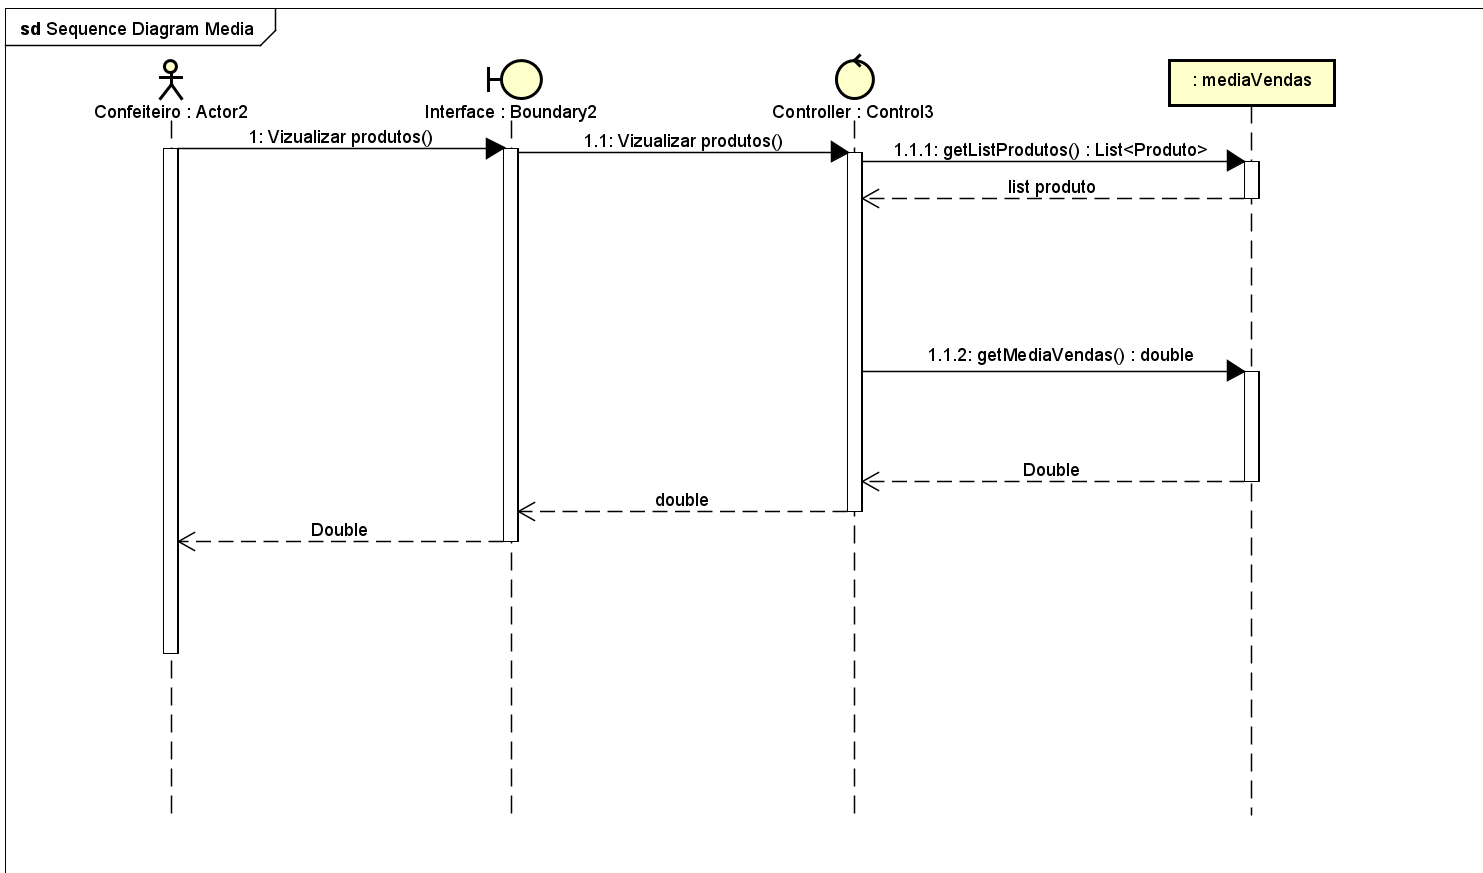 sd Sequence Diagram Media
Confeiteiro : Actor2
Interface : Boundary2
Controller : Control3
: mediaVendas
1: Vizualizar produtos()
1.1: Vizualizar produtos()
1.1.1: getListProdutos() : List<Produto>
list produto
1.1.2: getMediaVendas() : double
Double
double
Double